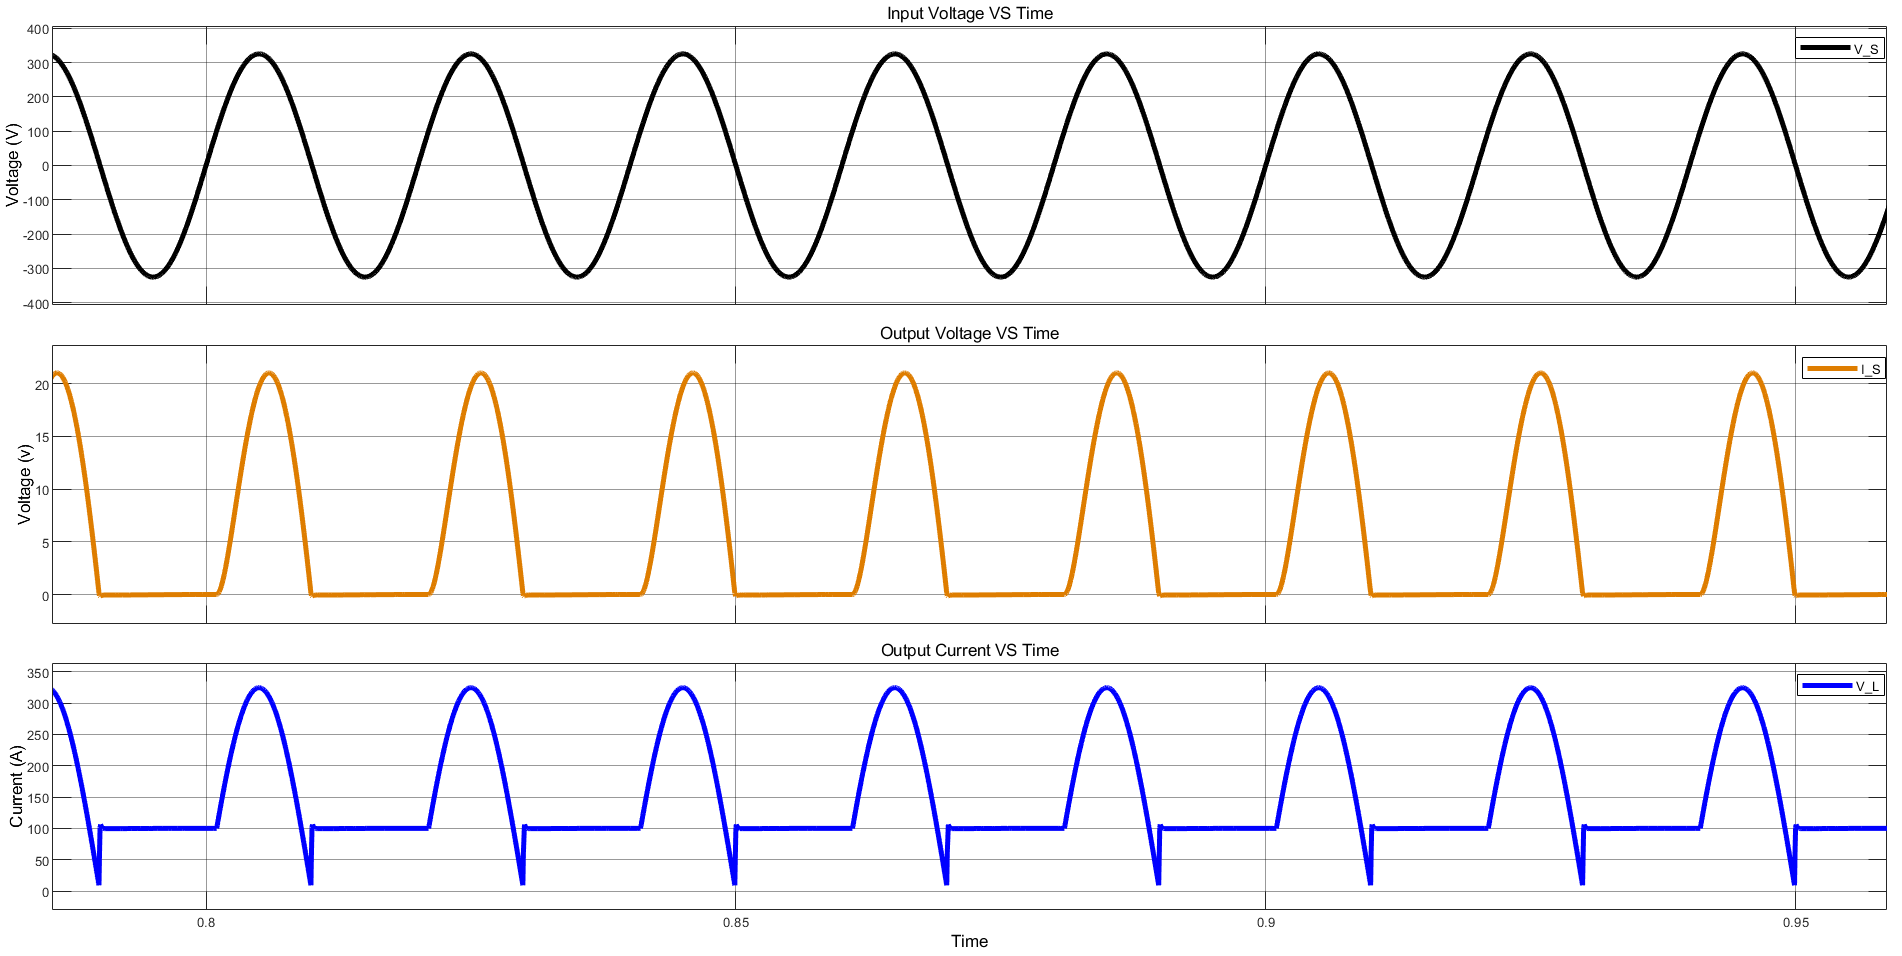 Input Voltage VS Time
400
300
200
100
0
-100
-200
-300
-400
Voltage (V)
V_S
Output Voltage VS Time
20
15
10
5
0
Voltage (v)
I_S
Output Current VS Time
350
300
250
200
150
100
50
0
Current (A)
V_L
0.8
0.85
0.9
0.95
Time